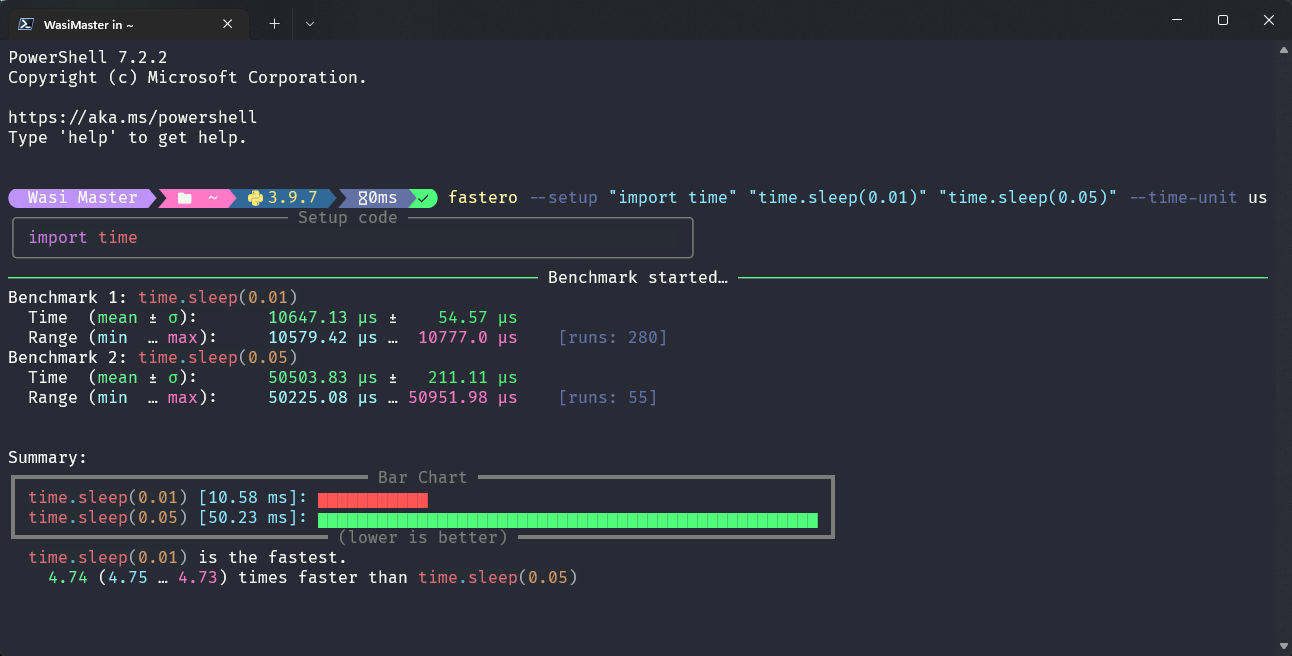 WasiMaster in ~
PowerShell 7.2.2
Copyright (c) Microsoft Corporation.
https://aka.ms/powershell
Type 'help' to get help.
Wasi Master ~ 3.9.7 0ms ✓ fastero --setup "import time" "time.sleep(0.01)" "time.sleep(0.05)" --time-unit us
Setup code
import time
Benchmark started…
Benchmark 1: time.sleep(0.01)
Time (mean ± σ): 10647.13 μs ± 54.57 μs
Range (min … max): 10579.42 μs … 10777.0 μs [runs: 280]
Benchmark 2: time.sleep(0.05)
Time (mean ± σ): 50503.83 μs ± 211.11 μs
Range (min … max): 50225.08 μs … 50951.98 μs [runs: 55]
Summary:
Bar Chart
time.sleep(0.01) [10.58 ms]:
time.sleep(0.05) [50.23 ms]:
(lower is better)
time.sleep(0.01) is the fastest.
4.74 (4.75 … 4.73) times faster than time.sleep(0.05)